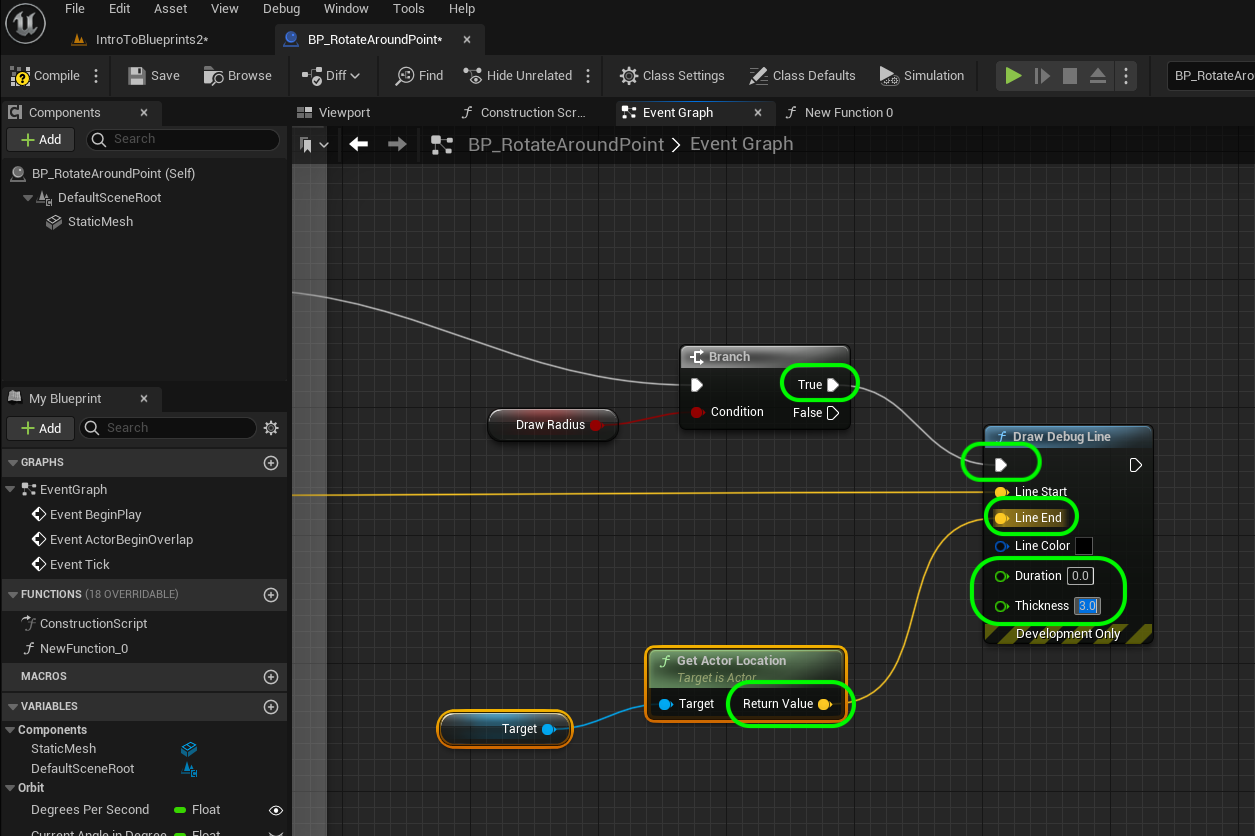 File Edit Asset View Debug Window Tools Help
IntroToBlueprints2* BP_RotateAroundPoint*
Compile Save Browse Diff Find Hide Unrelated Class Settings Class Defaults Simulation BP_RotateAro
Components Viewport Construction Scr... Event Graph New Function 0
Add Search BP_RotateAroundPoint > Event Graph
BP_RotateAroundPoint (Self)
DefaultSceneRoot
StaticMesh
My Blueprint
Add Search
GRAPHS
EventGraph
Event BeginPlay
Event ActorBeginOverlap
Event Tick
FUNCTIONS (18 OVERRIDABLE)
ConstructionScript
NewFunction_0
MACROS
VARIABLES
Components
StaticMesh
DefaultSceneRoot
Orbit
Degrees Per Second Float
Current Angle in Degree Float
Branch
True
Condition False
Draw Radius
Draw Debug Line
Line Start
Line End
Line Color
Duration 0.0
Thickness 3.0
Development Only
Get Actor Location
Target is Actor
Target Return Value
Target